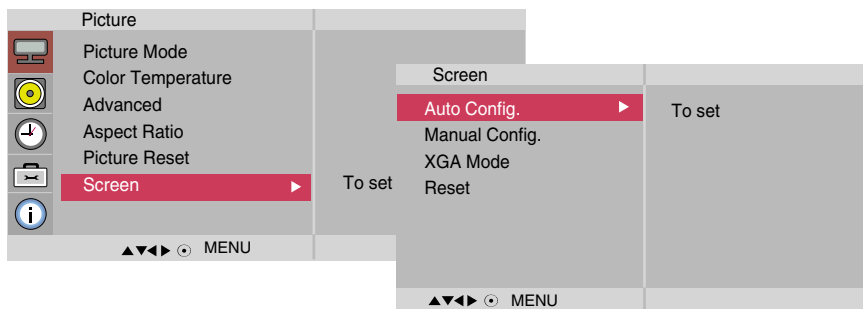 Picture
Picture Mode
Color Temperature
Advanced
Aspect Ratio
Picture Reset
Screen
To set
▲▼◀▶ ⊙ MENU
Screen
Auto Config.
To set
Manual Config.
XGA Mode
Reset
▲▼◀▶ ⊙ MENU